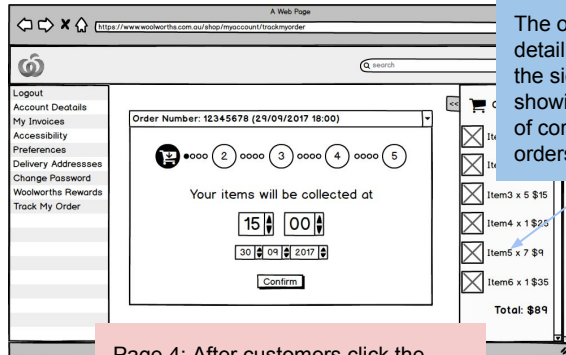 A Web Page
https://www.woolworths.com.au/shop/myaccount/trackmyorder
search
Logout
Account Deatails
My Invoices
Accessibility
Preferences
Delivery Addressses
Change Password
Woolworths Rewards
Track My Order
Order Number: 12345678 (29/09/2017 18:00)
2 3 4 5
Your items will be collected at
15 00
30 09 2017
Confirm
<<
Item3 x 5 $15
Item4 x 1 $25
Item5 x 7 $9
Item6 x 1 $35
Total: $89
The
detail
the
of
orders
Page 4: After customers click the